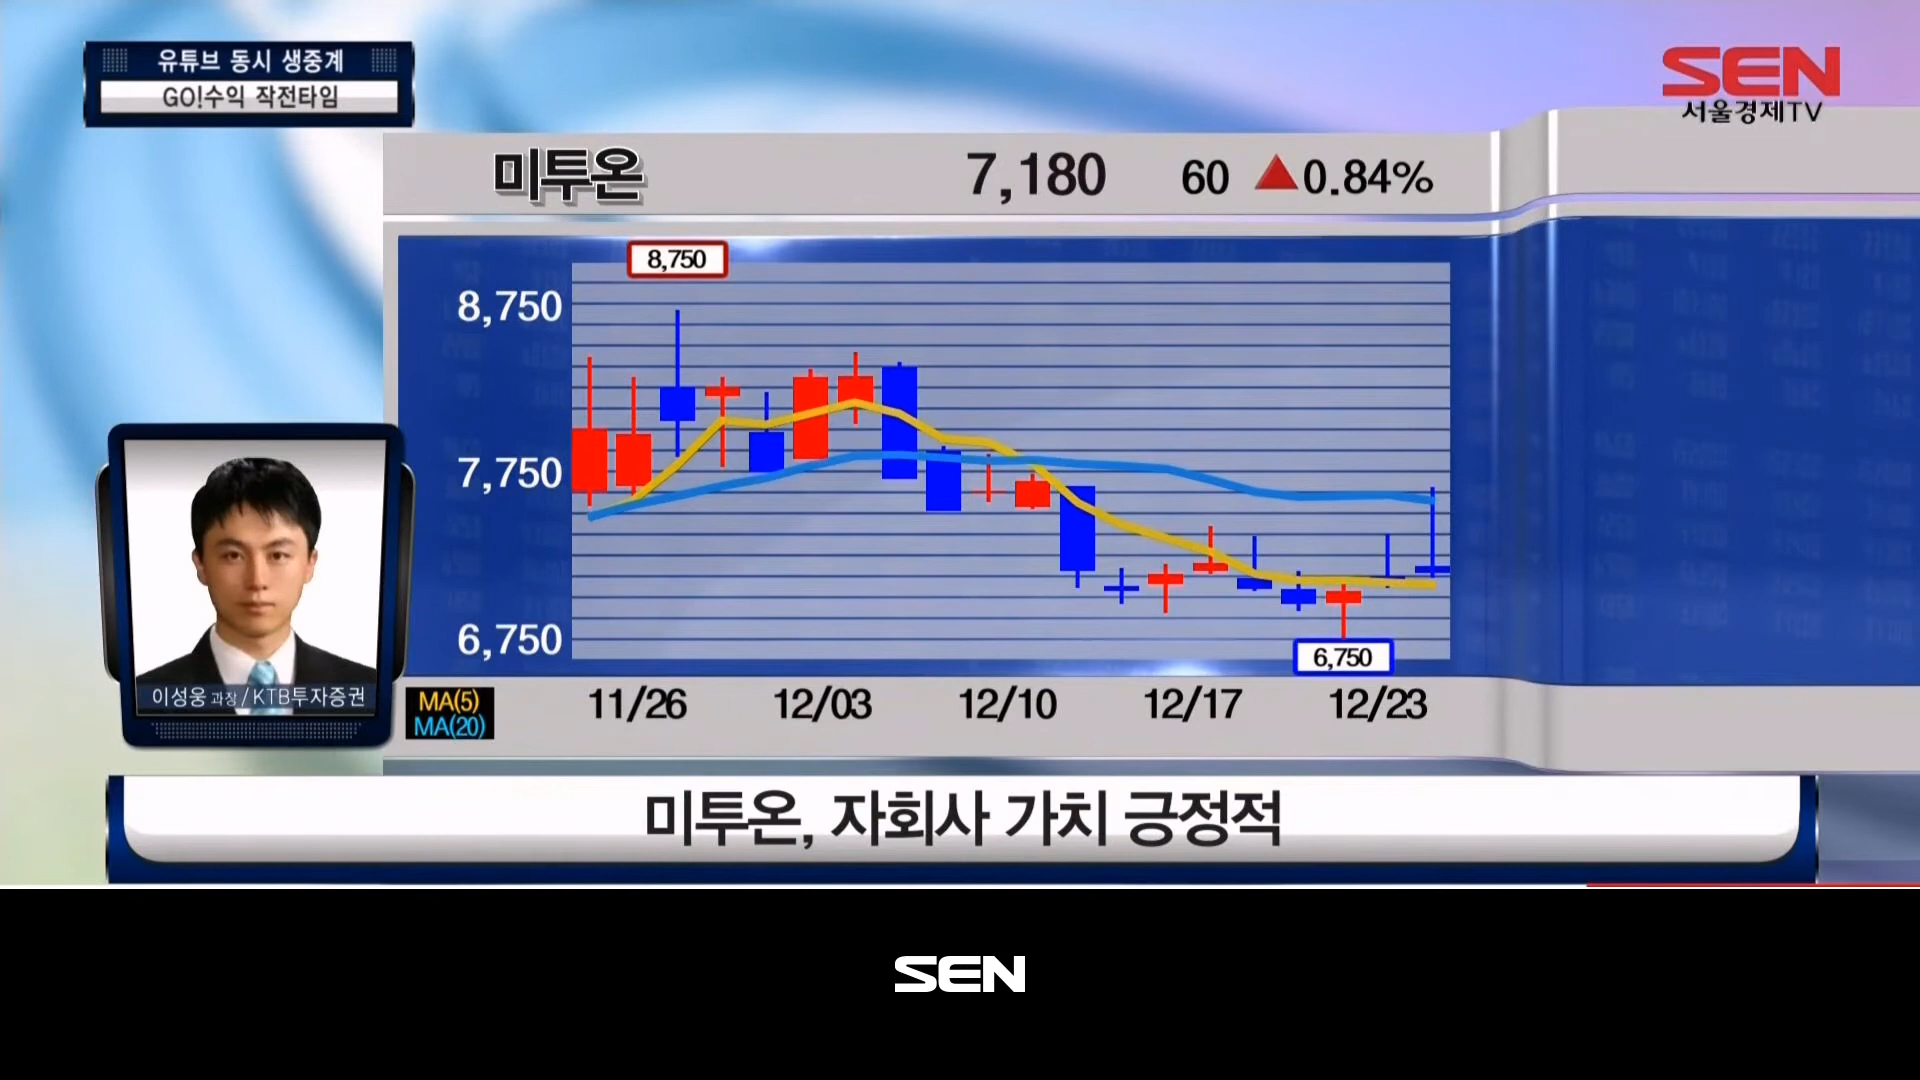 유튜브 동시 생중계
GO!수익 작전타임
SEN
서울경제TV
미투온 7,180 60 ▲0.84%
8,750
8,750
7,750
6,750
6,750
이성웅 과장 / KTB투자증권
MA(5)
MA(20)
11/26 12/03 12/10 12/17 12/23
미투온, 자회사 가치 긍정적
SEN